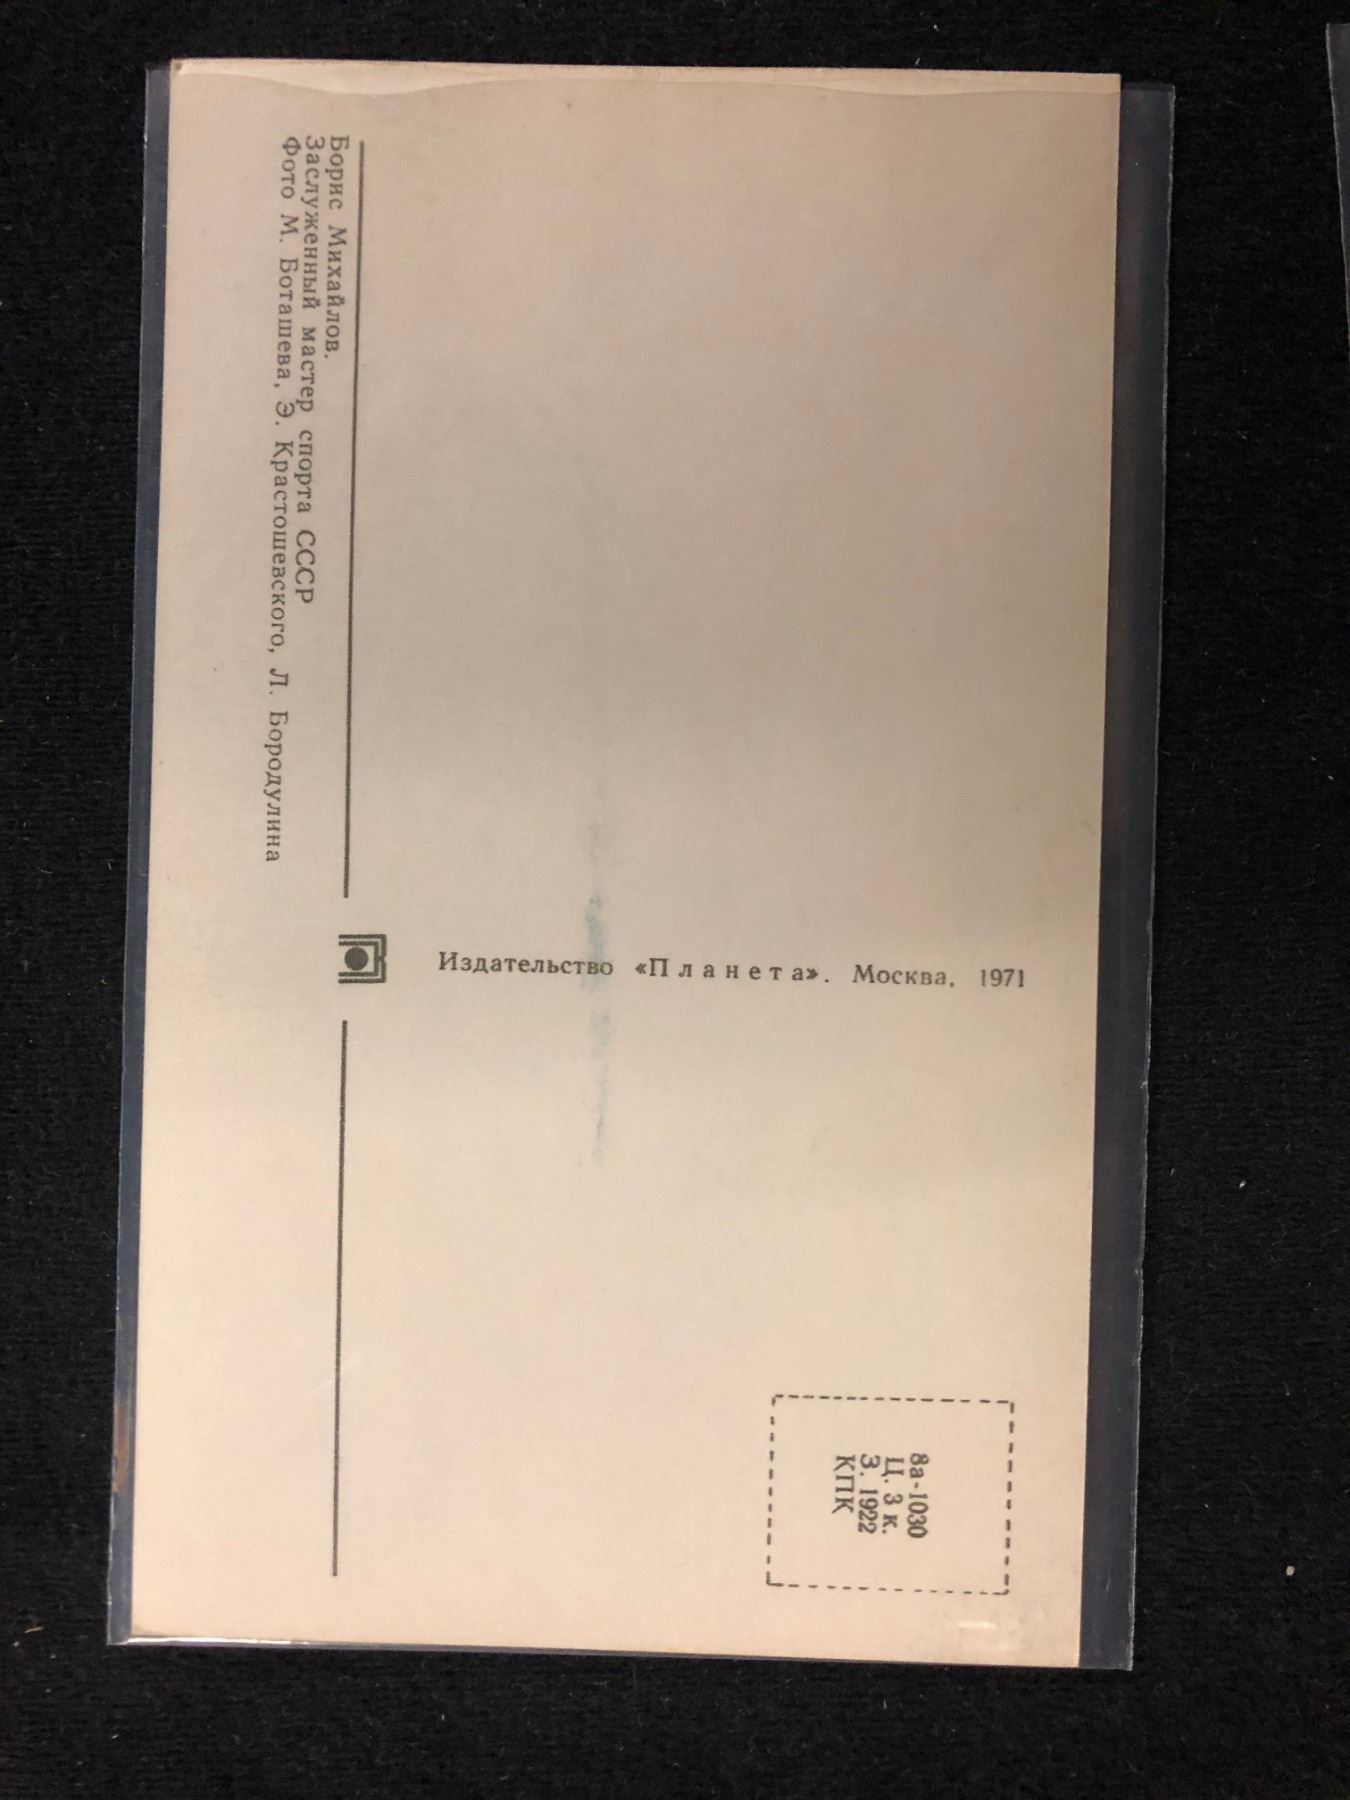 Борис Михайлов.
Заслуженный мастер спорта СССР
Фото М. Боташева, Э. Крастошевского, Л. Бородулина
Издательство «Планета». Москва, 1971
8а-1030
Ц. 3 к.
З. 1922
КПК